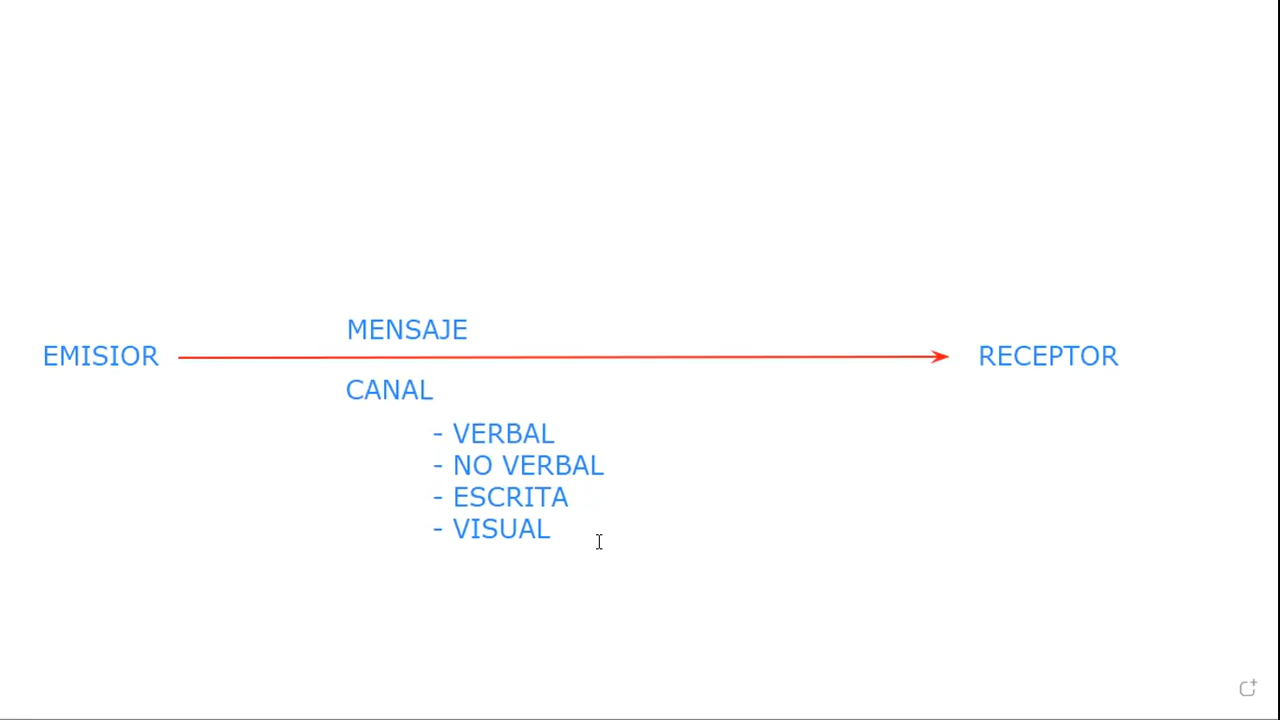 MENSAJE
EMISIOR
RECEPTOR
CANAL
- VERBAL
- NO VERBAL
- ESCRITA
- VISUAL